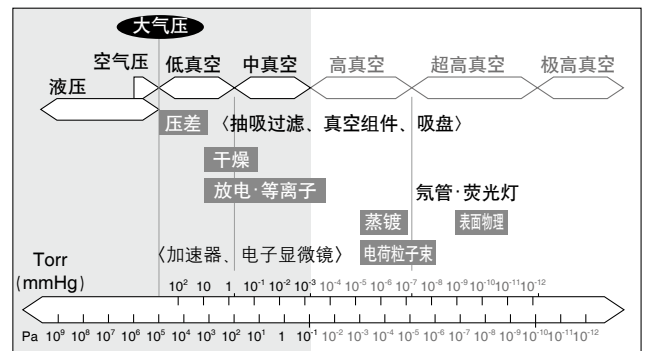 大气压
空气压 低真空 中真空 高真空 超高真空 极高真空
液压
压差 〈抽吸过滤、真空组件、吸盘〉
干燥
放电·等离子 氖管·荧光灯
蒸镀 表面物理
〈加速器、电子显微镜〉 电荷粒子束
Torr
(mmHg) 10² 10 1 10⁻¹ 10⁻² 10⁻³ 10⁻⁴ 10⁻⁵ 10⁻⁶ 10⁻⁷ 10⁻⁸ 10⁻⁹ 10⁻¹⁰ 10⁻¹¹ 10⁻¹²
Pa 10⁹ 10⁸ 10⁷ 10⁶ 10⁵ 10⁴ 10³ 10² 10¹ 1 10⁻¹ 10⁻² 10⁻³ 10⁻⁴ 10⁻⁵ 10⁻⁶ 10⁻⁷ 10⁻⁸ 10⁻⁹ 10⁻¹⁰ 10⁻¹¹ 10⁻¹²